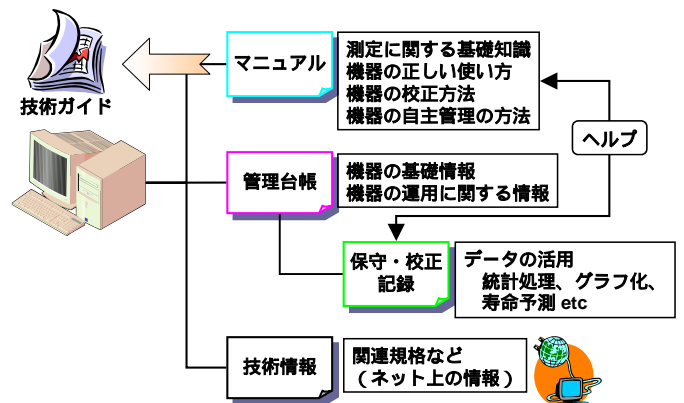 技術ガイド
マニュアル
測定に関する基礎知識
機器の正しい使い方
機器の校正方法
機器の自主管理の方法
ヘルプ
管理台帳
機器の基礎情報
機器の運用に関する情報
保守・校正
記録
データの活用
統計処理、グラフ化、
寿命予測 etc
技術情報
関連規格など
（ネット上の情報）